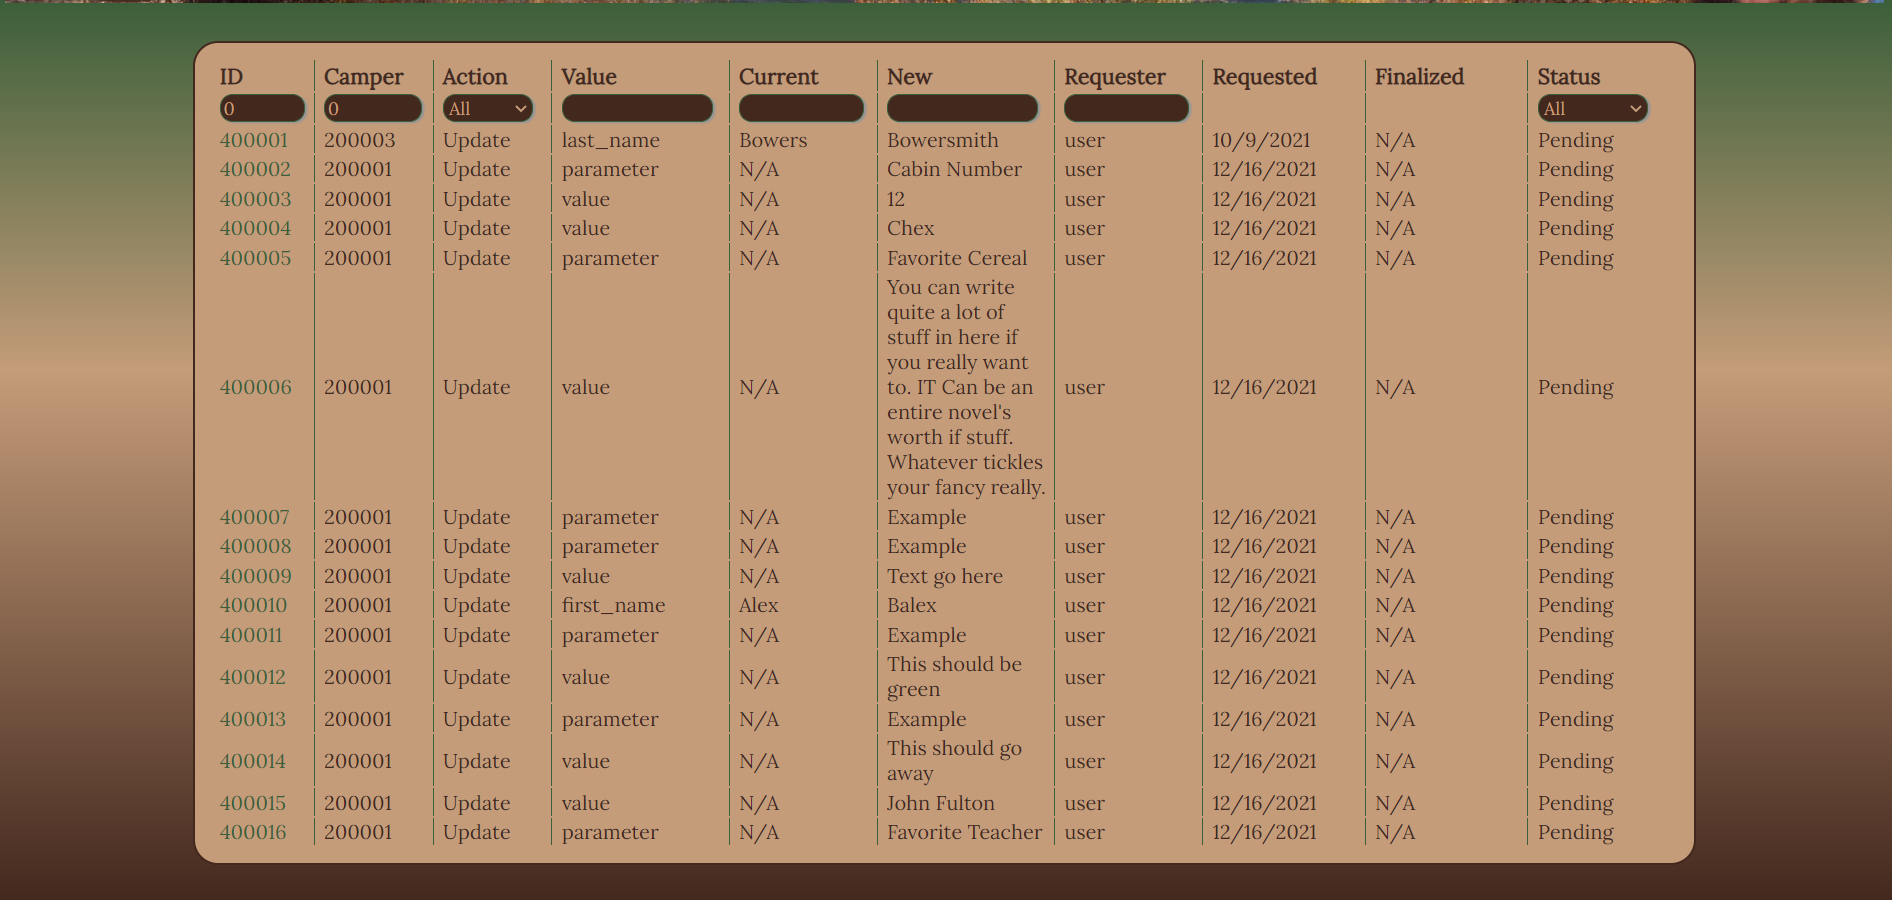 ID Camper Action Value Current New Requester Requested Finalized Status
0 0 All All
400001 200003 Update last_name Bowers Bowersmith user 10/9/2021 N/A Pending
400002 200001 Update parameter N/A Cabin Number user 12/16/2021 N/A Pending
400003 200001 Update value N/A 12 user 12/16/2021 N/A Pending
400004 200001 Update value N/A Chex user 12/16/2021 N/A Pending
400005 200001 Update parameter N/A Favorite Cereal user 12/16/2021 N/A Pending
You can write
quite a lot of
stuff in here if
you really want
400006 200001 Update value N/A to. IT Can be an user 12/16/2021 N/A Pending
entire novel's
worth if stuff.
Whatever tickles
your fancy really.
400007 200001 Update parameter N/A Example user 12/16/2021 N/A Pending
400008 200001 Update parameter N/A Example user 12/16/2021 N/A Pending
400009 200001 Update value N/A Text go here user 12/16/2021 N/A Pending
400010 200001 Update first_name Alex Balex user 12/16/2021 N/A Pending
400011 200001 Update parameter N/A Example user 12/16/2021 N/A Pending
400012 200001 Update value N/A This should be green user 12/16/2021 N/A Pending
400013 200001 Update parameter N/A Example user 12/16/2021 N/A Pending
400014 200001 Update value N/A This should go away user 12/16/2021 N/A Pending
400015 200001 Update value N/A John Fulton user 12/16/2021 N/A Pending
400016 200001 Update parameter N/A Favorite Teacher user 12/16/2021 N/A Pending